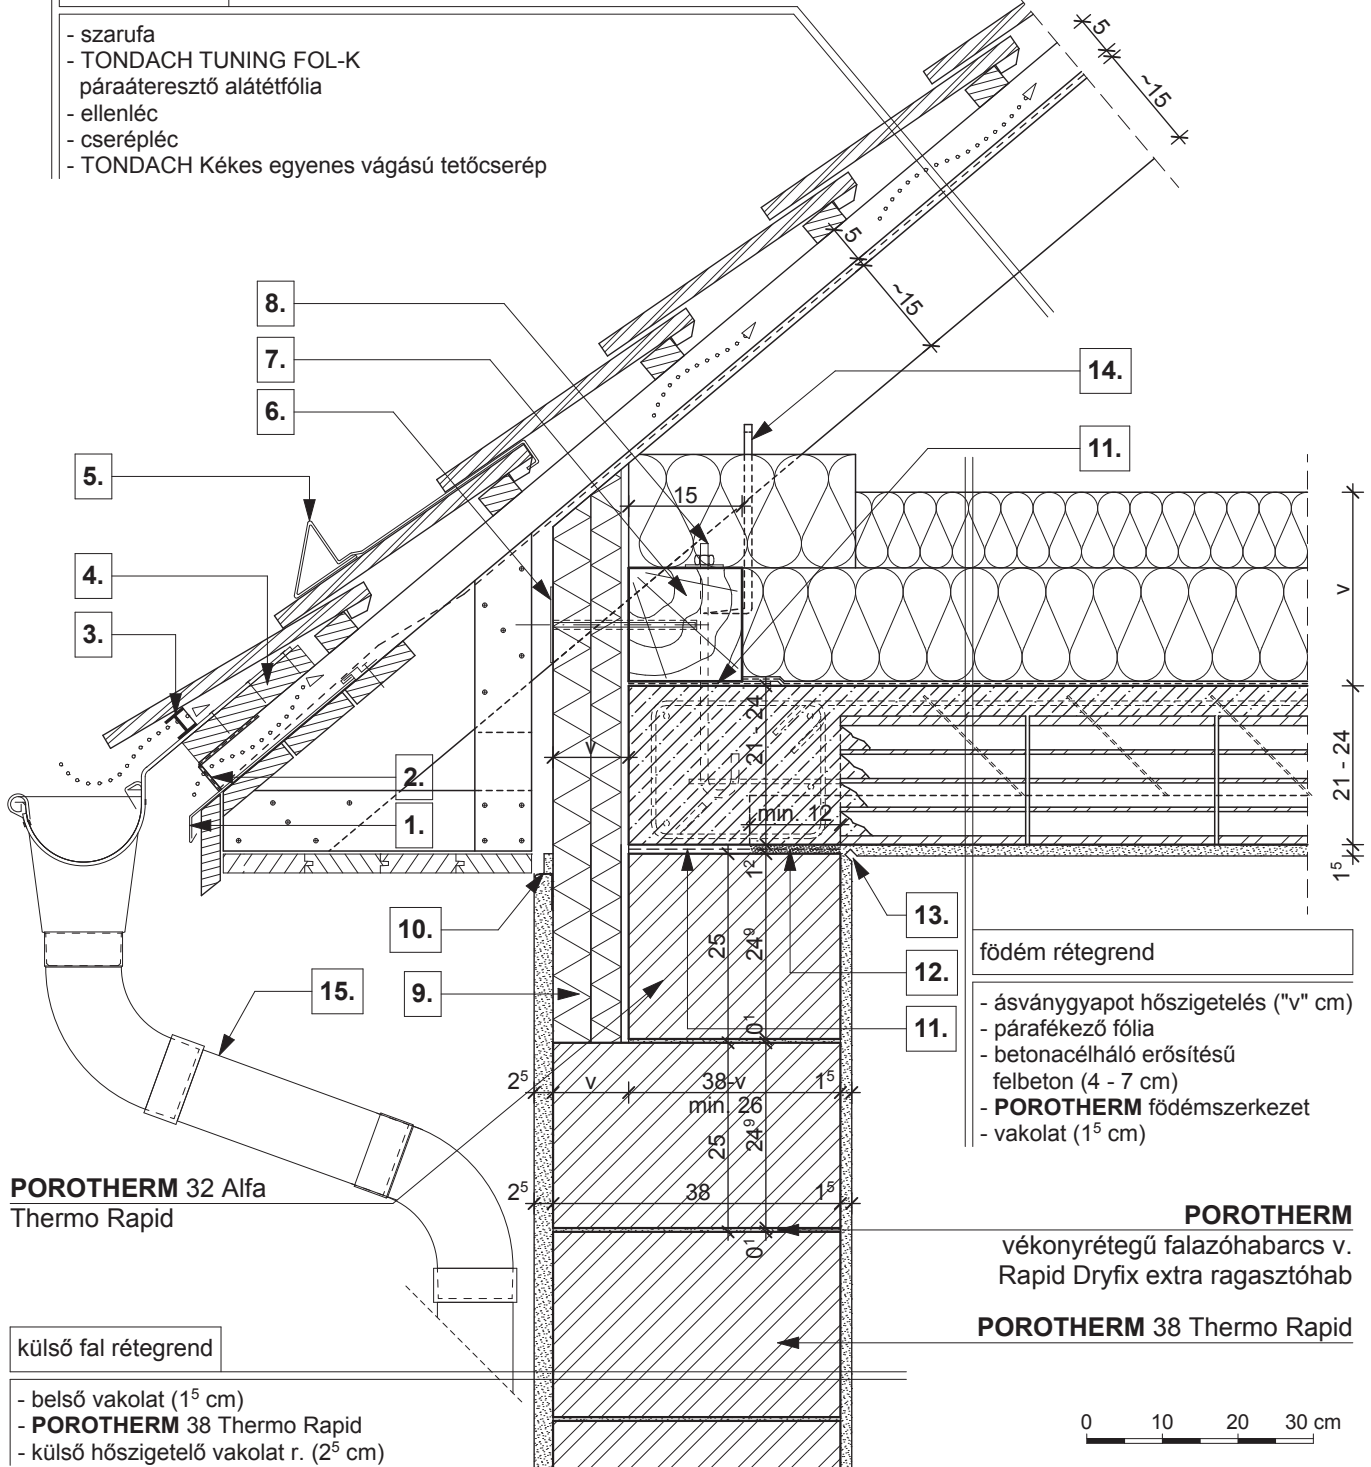 - szarufa
- TONDACH TUNING FOL-K
páraáteresztő alátétfólia
- ellenléc
- cserépléc
- TONDACH Kékes egyenes vágású tetőcserép
5
~15
5
~15
8.
7.
6.
5.
4.
3.
2.
1.
14.
11.
15
v
v
21 - 24
21 - 24
min. 12
1⁵
1²
10.
9.
15.
13.
12.
11.
25
24⁹
0¹
2⁵
v
38-v
1⁵
min. 26
25
24⁹
2⁵
38
1⁵
0¹
födém rétegrend
- ásványgyapot hőszigetelés ("v" cm)
- párafékező fólia
- betonacélháló erősítésű
felbeton (4 - 7 cm)
- POROTHERM födémszerkezet
- vakolat (1⁵ cm)
POROTHERM 32 Alfa
Thermo Rapid
POROTHERM
vékonyrétegű falazóhabarcs v.
Rapid Dryfix extra ragasztóhab
POROTHERM 38 Thermo Rapid
külső fal rétegrend
- belső vakolat (1⁵ cm)
- POROTHERM 38 Thermo Rapid
- külső hőszigetelő vakolat r. (2⁵ cm)
0 10 20 30 cm